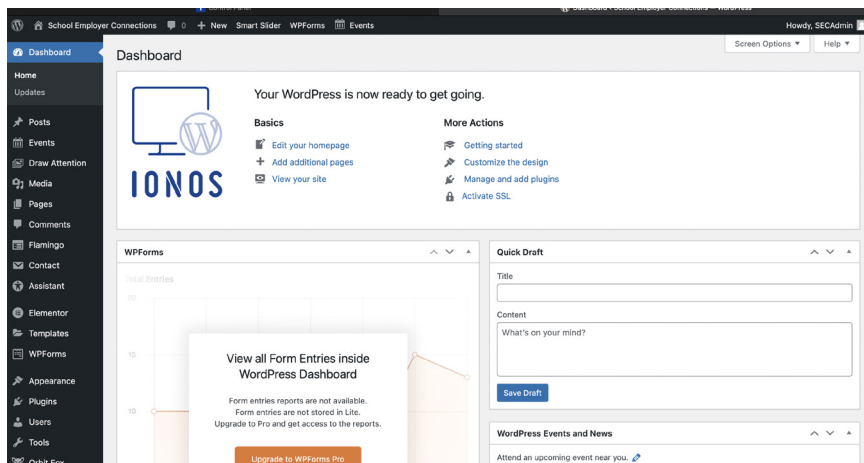 School Employer Connections 0 New Smart Slider WPForms Events Howdy, SECAdmin
Dashboard
Home
Updates
Posts
Events
Draw Attention
Media
Pages
Comments
Flamingo
Contact
Assistant
Elementor
Templates
WPForms
Appearance
Plugins
Users
Tools
Dashboard
Screen Options ▼ Help ▼
IONOS
Your WordPress is now ready to get going.
Basics
Edit your homepage
Add additional pages
View your site
More Actions
Getting started
Customize the design
Manage and add plugins
Activate SSL
WPForms
Total Entries
20
15
10
View all Form Entries inside
WordPress Dashboard
Form entries reports are not available.
Form entries are not stored in Lite.
Upgrade to Pro and get access to the reports.
Upgrade to WPForms Pro
Quick Draft
Title
Content
What's on your mind?
Save Draft
WordPress Events and News
Attend an upcoming event near you.